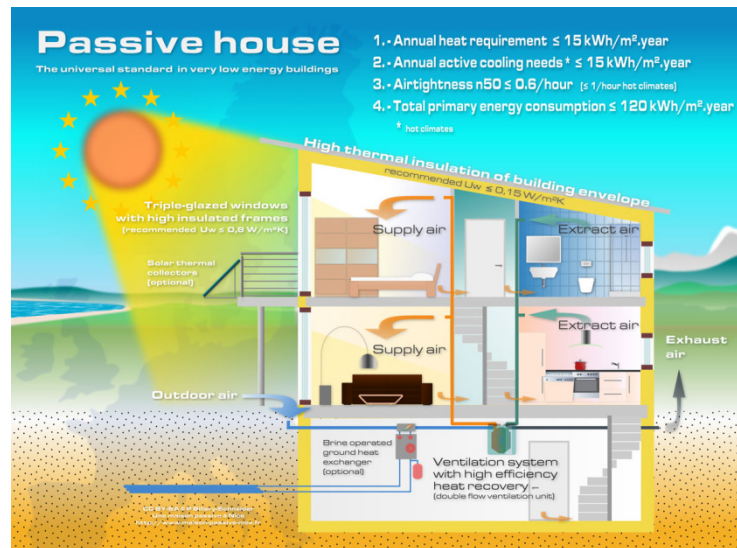 Passive house
The universal standard in very low energy buildings
1.- Annual heat requirement ≤ 15 kWh/m².year
2.- Annual active cooling needs * ≤ 15 kWh/m².year
3.- Airtightness n50 ≤ 0.6/hour (≤ 1/hour hot climates)
4.- Total primary energy consumption ≤ 120 kWh/m².year
* hot climates
High thermal insulation of building envelope
recommended Uw ≤ 0,15 W/m²K
Triple-glazed windows
with high insulated frames
(recommended Uw ≤ 0,8 W/m²K)
Solar thermal
collectors
(optional)
Supply air
Extract air
Supply air
Extract air
Exhaust
air
Outdoor air
Brine operated
ground heat
exchanger
(optional)
Ventilation system
with high efficiency
heat recovery
(double flow ventilation unit)